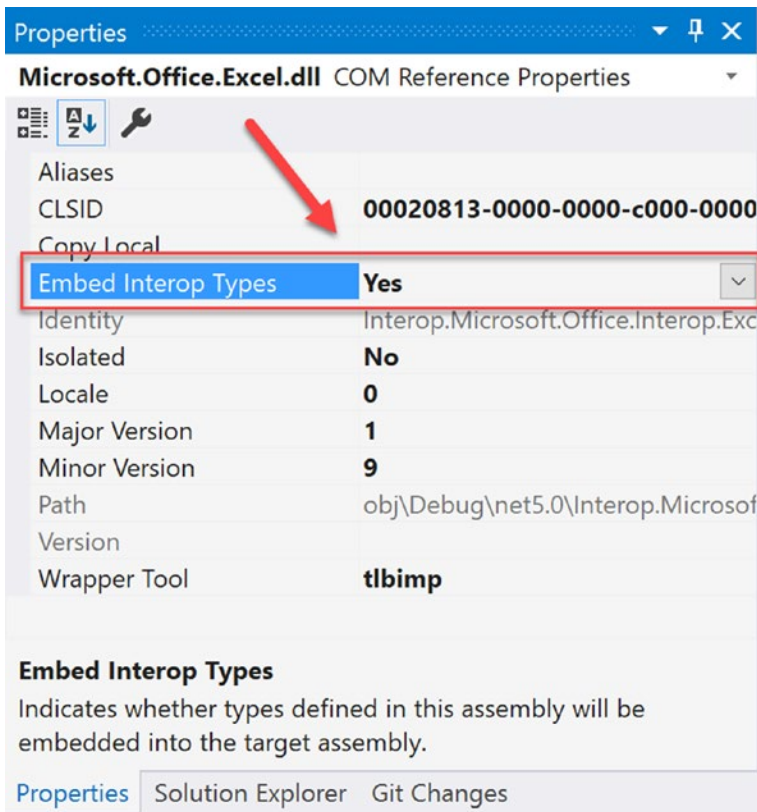 Properties
Microsoft.Office.Excel.dll COM Reference Properties
Aliases
CLSID 00020813-0000-0000-c000-0000
Copy Local
Embed Interop Types Yes
Identity Interop.Microsoft.Office.Interop.Exc
Isolated No
Locale 0
Major Version 1
Minor Version 9
Path obj\Debug\net5.0\Interop.Microsof
Version
Wrapper Tool tlbimp
Embed Interop Types
Indicates whether types defined in this assembly will be
embedded into the target assembly.
Properties Solution Explorer Git Changes